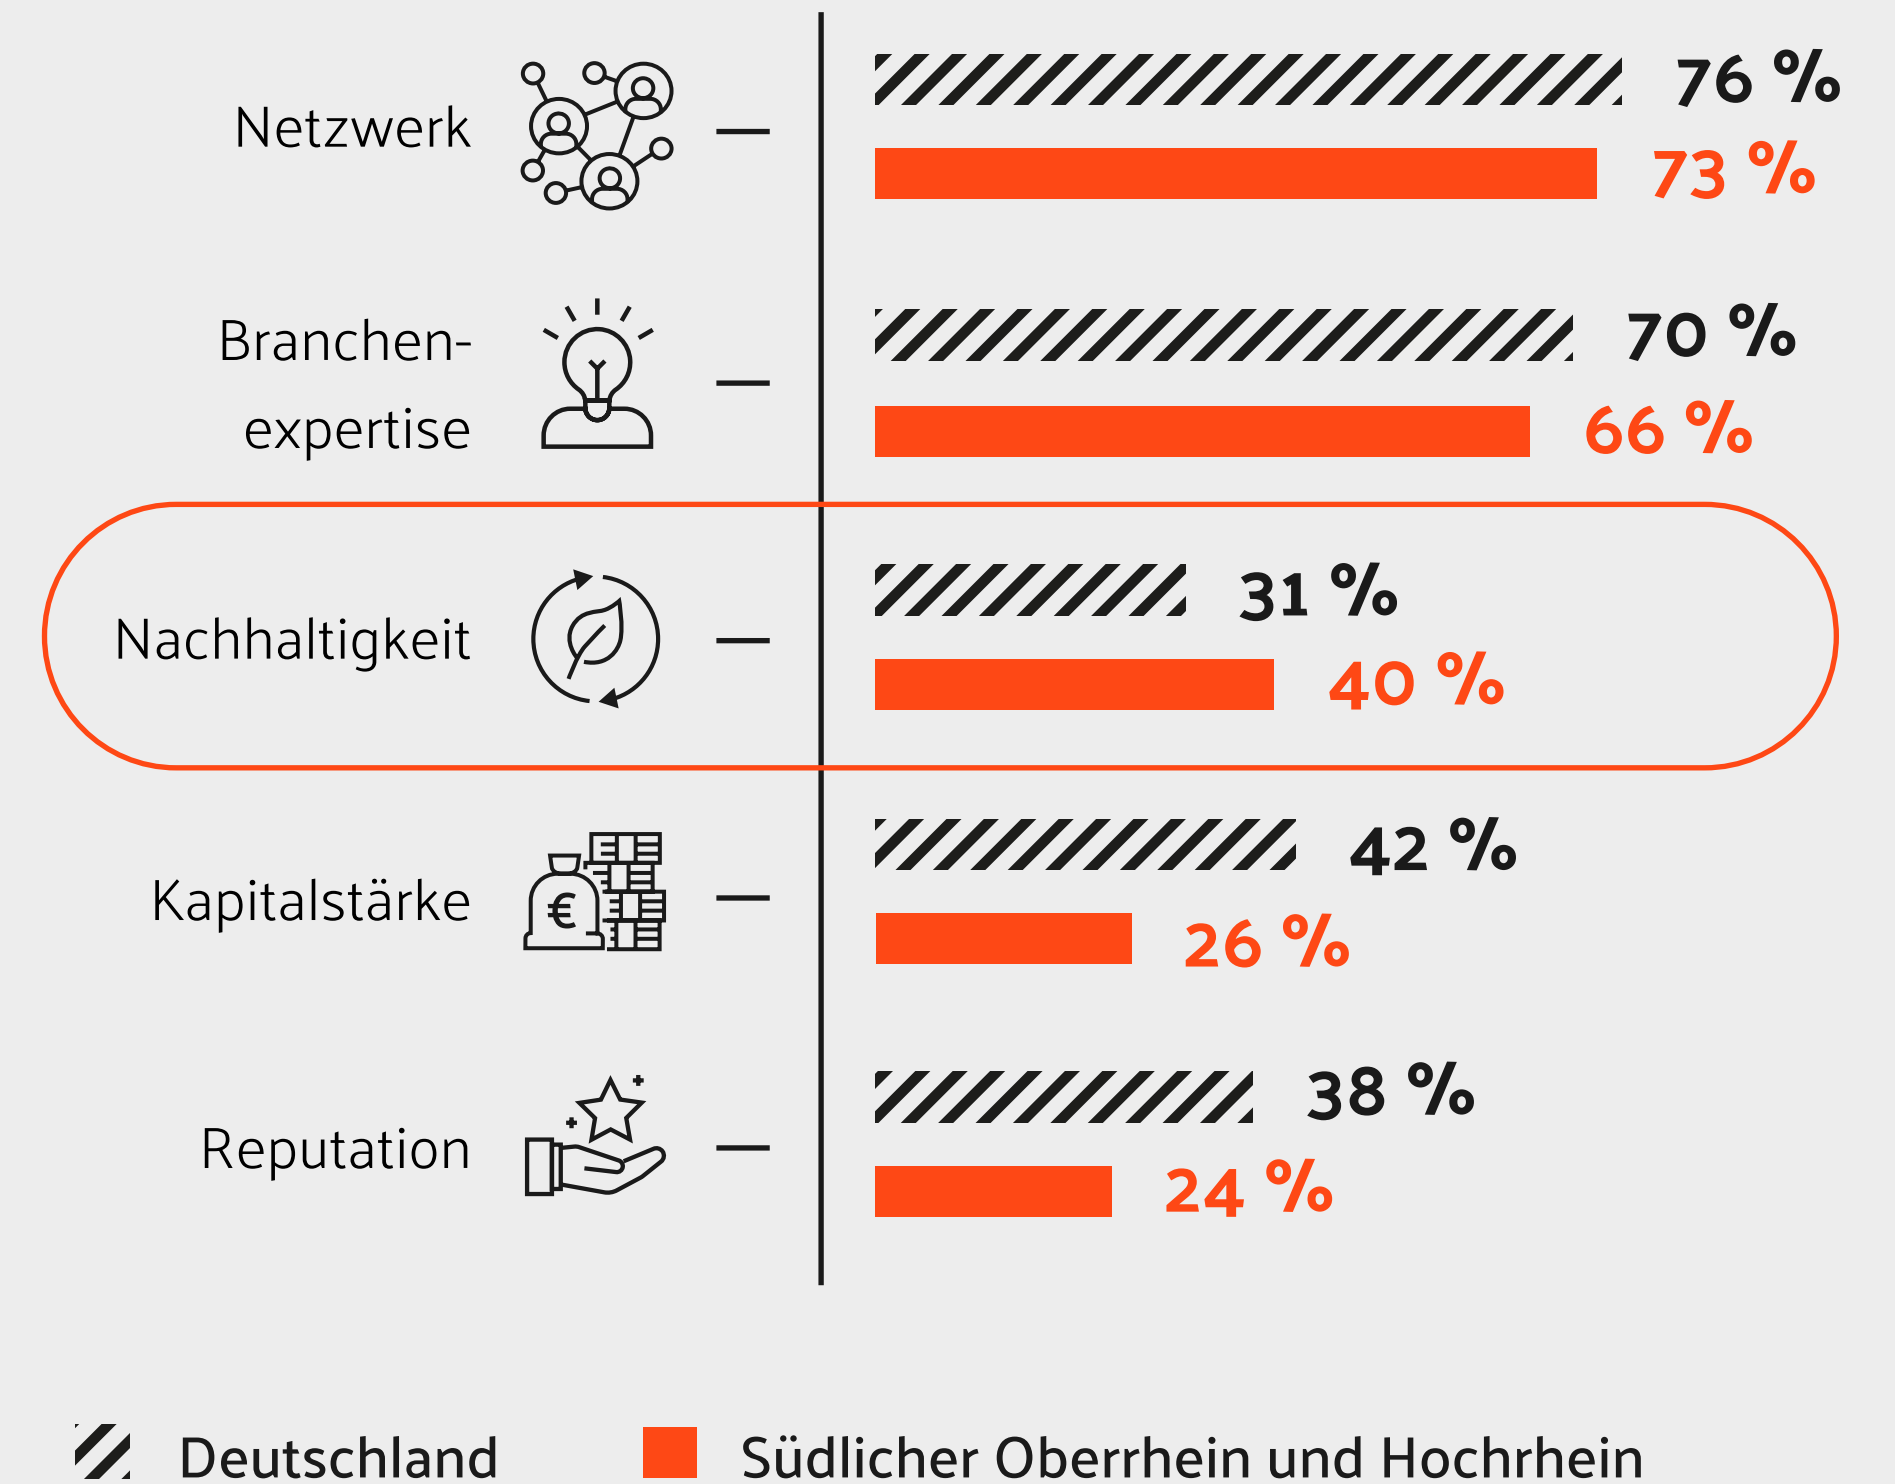 Netzwerk
76 %
73 %
Branchen-
expertise
70 %
66 %
Nachhaltigkeit
31 %
40 %
Kapitalstärke
€
42 %
26 %
Reputation
38 %
24 %
Deutschland
Südlicher Oberrhein und Hochrhein